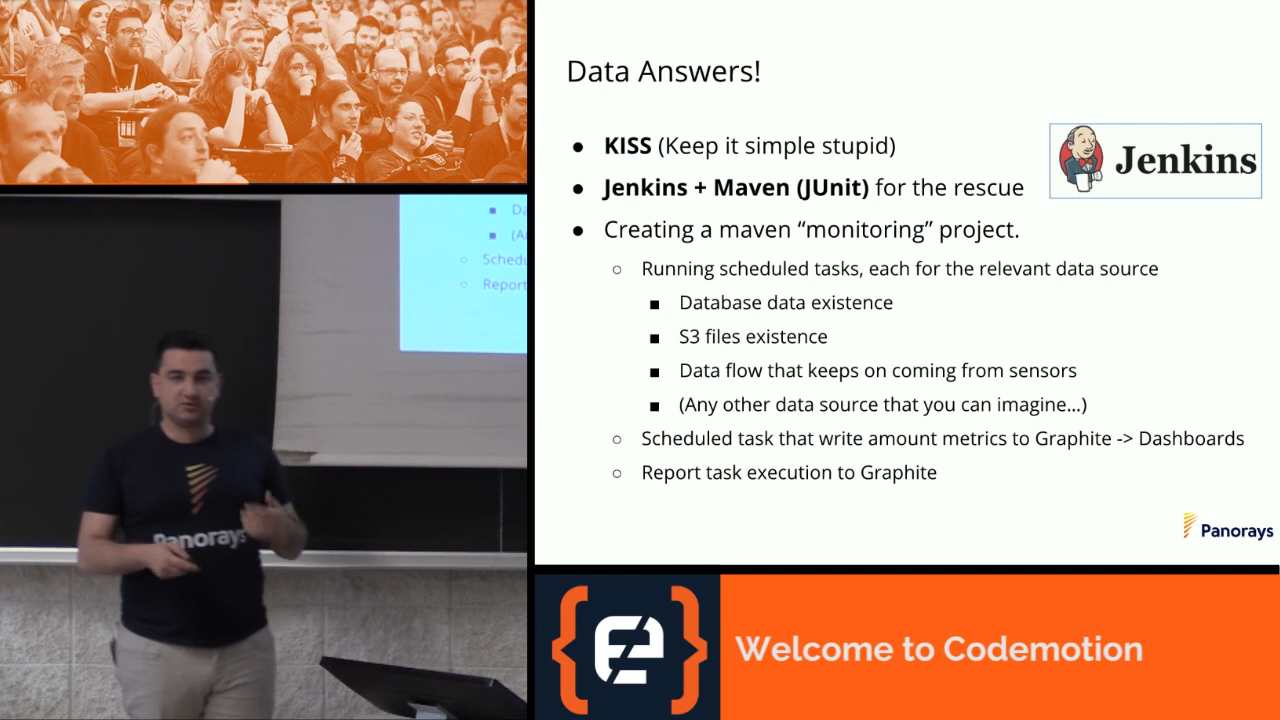 Data Answers!
● KISS (Keep it simple stupid)
● Jenkins + Maven (JUnit) for the rescue
Jenkins
● Creating a maven “monitoring” project.
○ Running scheduled tasks, each for the relevant data source
■ Database data existence
■ S3 files existence
■ Data flow that keeps on coming from sensors
■ (Any other data source that you can imagine...)
○ Scheduled task that write amount metrics to Graphite -> Dashboards
○ Report task execution to Graphite
Panorays
■ Da
■ (A
○ Schedu
○ Report
Panorays
Welcome to Codemotion